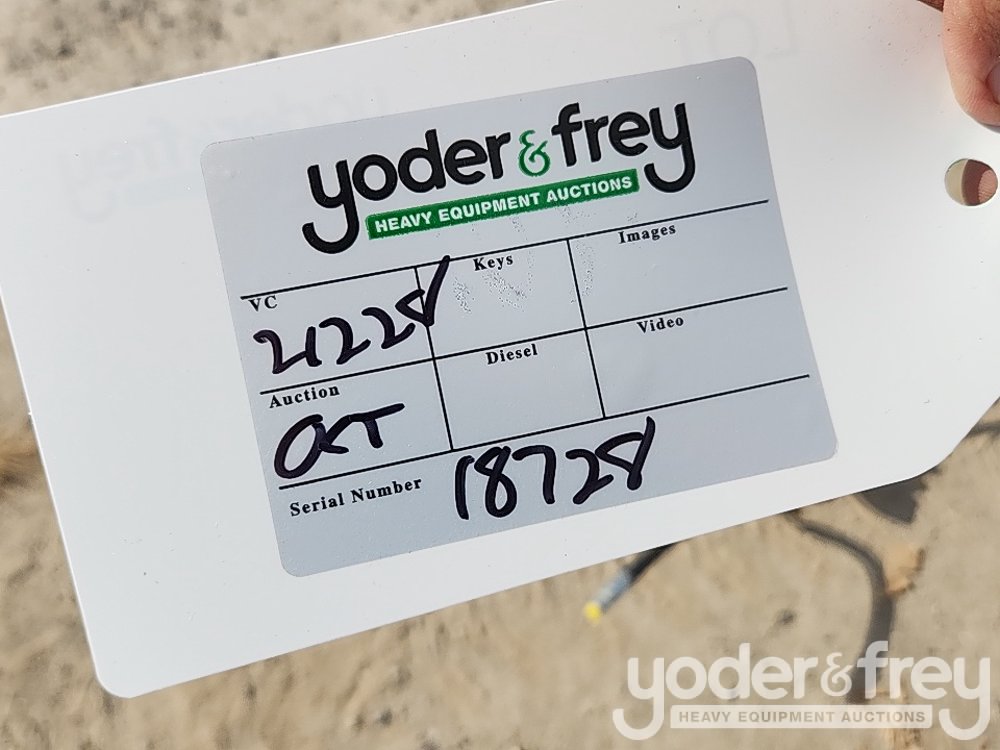 yoder & frey
HEAVY EQUIPMENT AUCTIONS
VC
Keys
Images
21228
Auction
Diesel
Video
OCT
Serial Number
18728
yoder & frey
HEAVY EQUIPMENT AUCTIONS